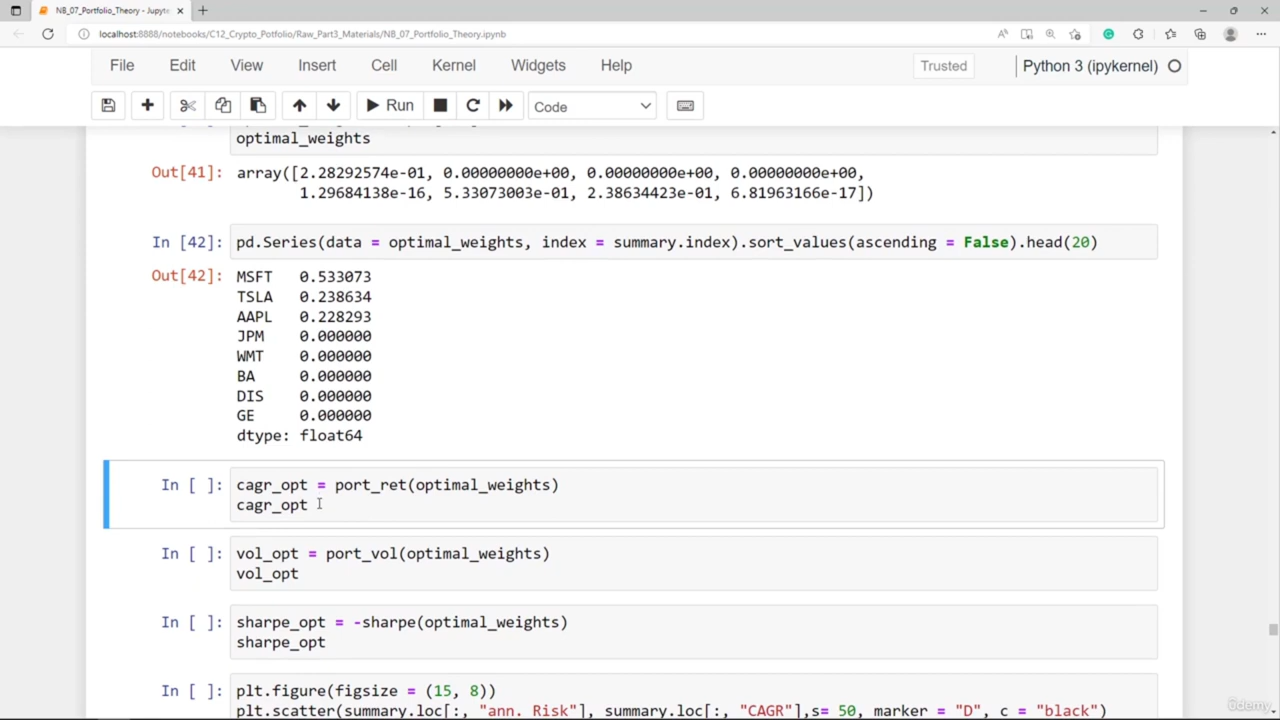 NB_07_Portfolio_Theory - Jupyte
localhost:8888/notebooks/C12_Crypto_Potfolio/Raw_Part3_Materials/NB_07_Portfolio_Theory.ipynb
File Edit View Insert Cell Kernel Widgets Help Trusted Python 3 (ipykernel)
Run Code
optimal_weights
Out[41]: array([2.28292574e-01, 0.00000000e+00, 0.00000000e+00, 0.00000000e+00,
1.29684138e-16, 5.33073003e-01, 2.38634423e-01, 6.81963166e-17])
In [42]: pd.Series(data = optimal_weights, index = summary.index).sort_values(ascending = False).head(20)
Out[42]: MSFT 0.533073
TSLA 0.238634
AAPL 0.228293
JPM 0.000000
WMT 0.000000
BA 0.000000
DIS 0.000000
GE 0.000000
dtype: float64
In [ ]: cagr_opt = port_ret(optimal_weights)
cagr_opt
In [ ]: vol_opt = port_vol(optimal_weights)
vol_opt
In [ ]: sharpe_opt = -sharpe(optimal_weights)
sharpe_opt
In [ ]: plt.figure(figsize = (15, 8))
plt.scatter(summary.loc[:, "ann. Risk"], summary.loc[:, "CAGR"],s= 50, marker = "D", c = "black")
ûdemy